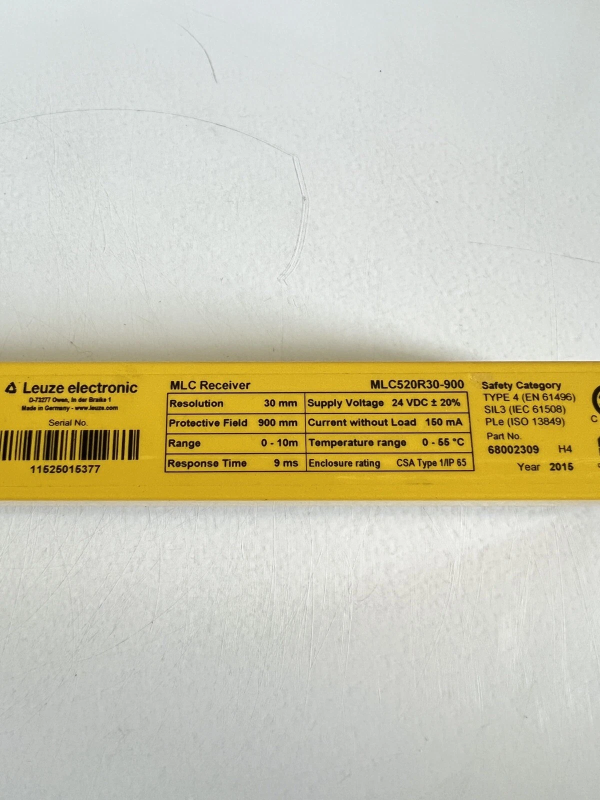 Leuze electronic
D-73277 Owen, In der Braike 1
Made in Germany - www.leuze.com
Serial No.
11525015377
MLC Receiver MLC520R30-900
Resolution 30 mm Supply Voltage 24 VDC ± 20%
Protective Field 900 mm Current without Load 150 mA
Range 0 - 10m Temperature range 0 - 55 °C
Response Time 9 ms Enclosure rating CSA Type 1/IP 65
Safety Category
TYPE 4 (EN 61496)
SIL3 (IEC 61508)
PLe (ISO 13849)
Part No.
68002309 H4
Year 2015
C